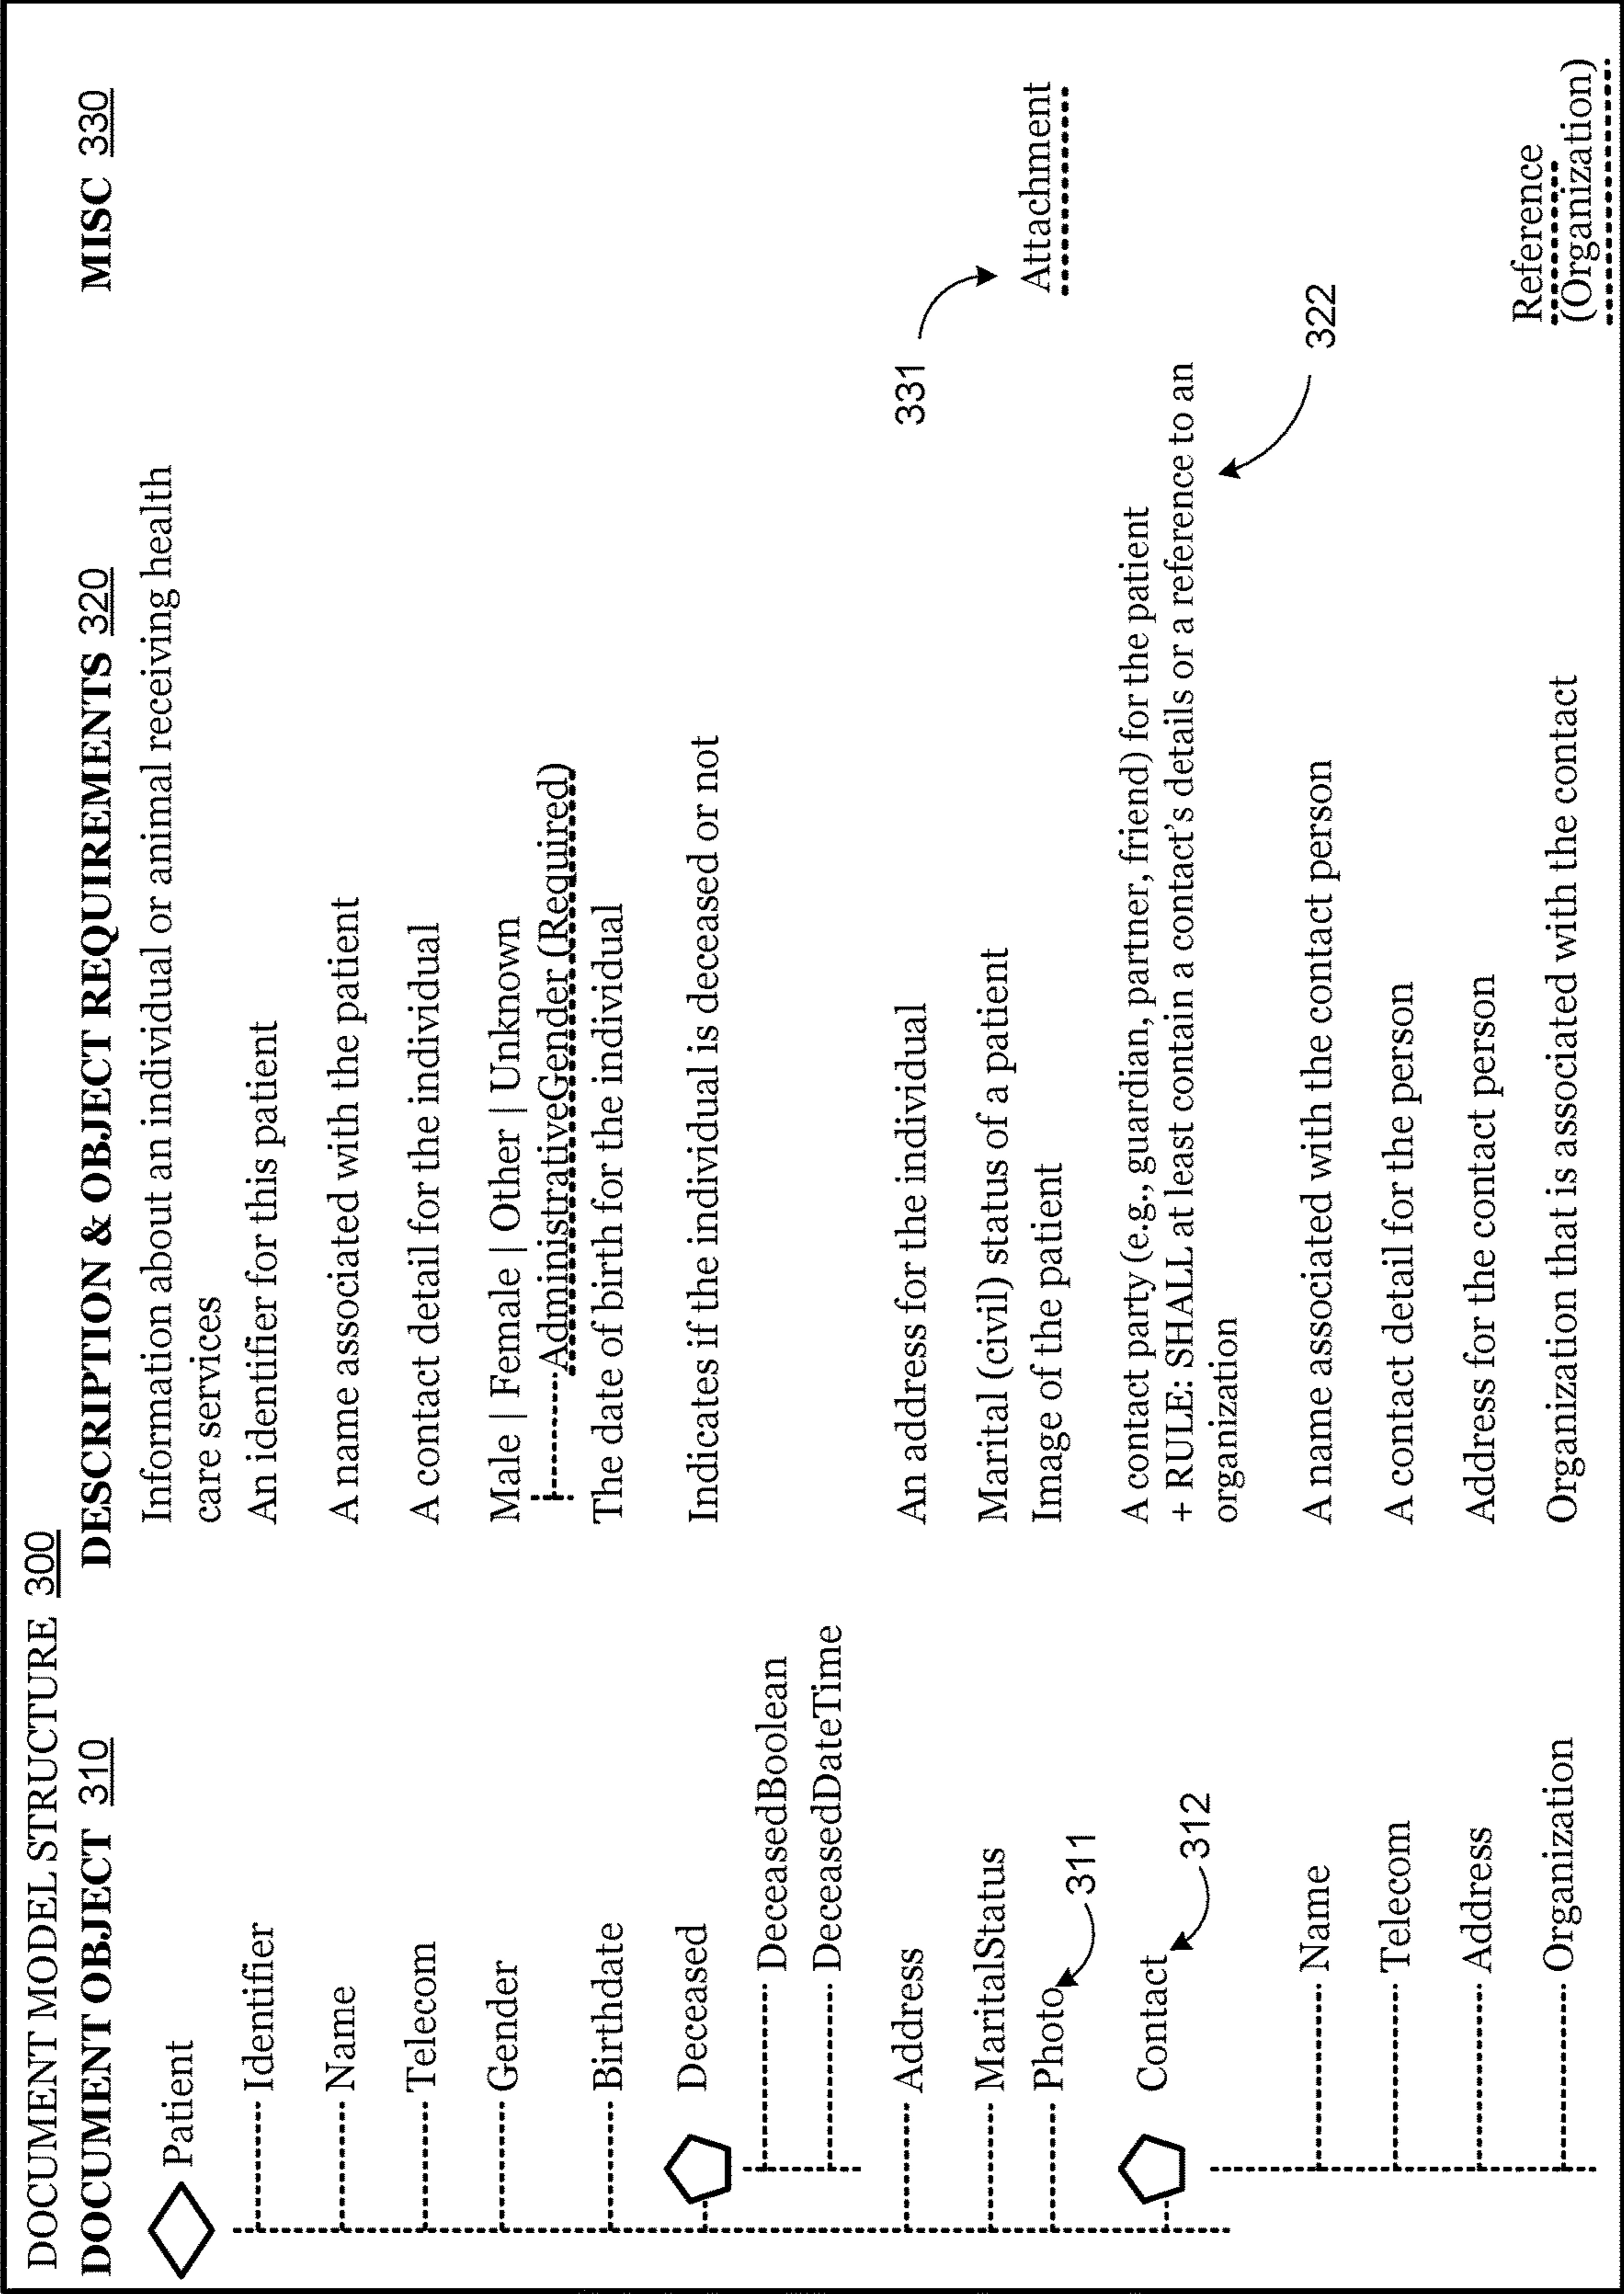 DOCUMENT MODEL STRUCTURE 300
DOCUMENT OBJECT 310 DESCRIPTION & OBJECT REQUIREMENTS 320 MISC 330
Patient Information about an individual or animal receiving health
care services
Identifier An identifier for this patient
Name A name associated with the patient
Telecom A contact detail for the individual
Gender Male | Female | Other | Unknown
AdministrativeGender (Required)
Birthdate The date of birth for the individual
Deceased Indicates if the individual is deceased or not
DeceasedBoolean
DeceasedDateTime
Address An address for the individual
331
MaritalStatus Marital (civil) status of a patient
Photo Image of the patient Attachment
311
Contact A contact party (e.g., guardian, partner, friend) for the patient
+ RULE: SHALL at least contain a contact's details or a reference to an
organization
312
322
Name A name associated with the contact person
Telecom A contact detail for the person
Address Address for the contact person
Organization Organization that is associated with the contact Reference
(Organization)